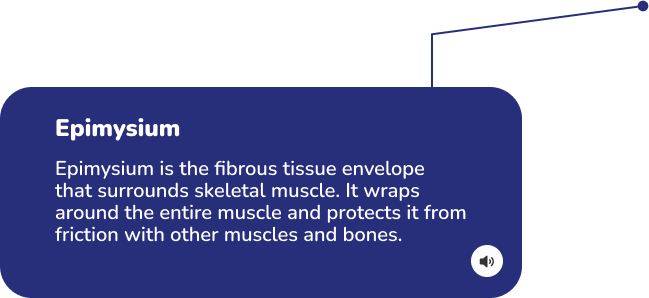 Epimysium
Epimysium is the fibrous tissue envelope
that surrounds skeletal muscle. It wraps
around the entire muscle and protects it from
friction with other muscles and bones.